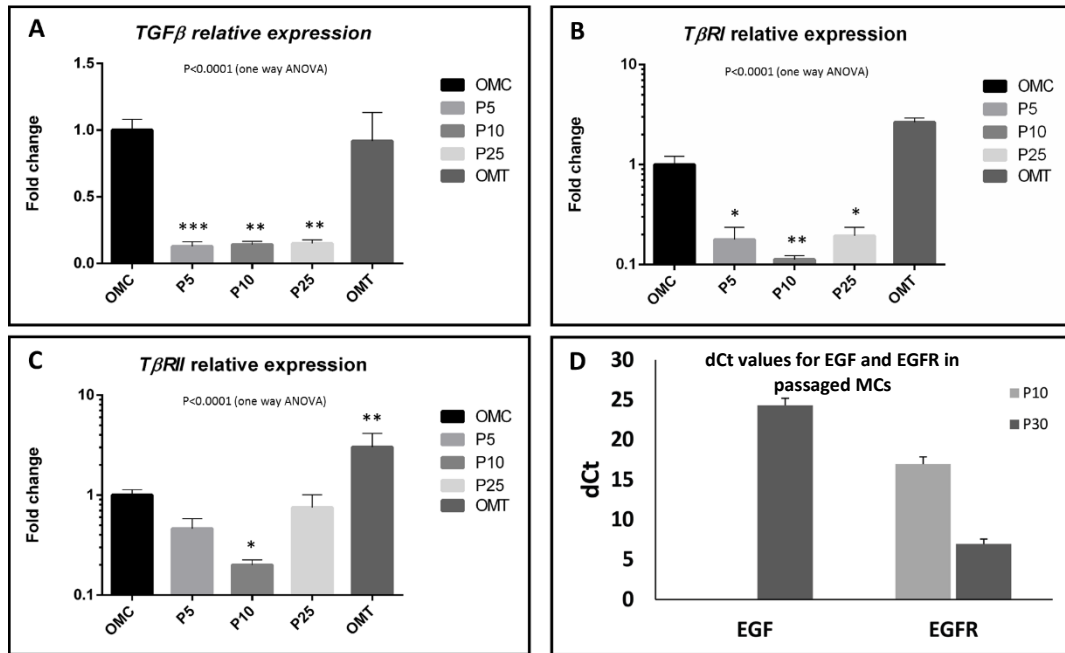 A
TGFβ relative expression
P<0.0001 (one way ANOVA)
Fold change
1.5
1.0
0.5
0.0
***
**
**
OMC
P5
P10
P25
OMT
OMC
P5
P10
P25
OMT
B
TβRI relative expression
P<0.0001 (one way ANOVA)
Fold change
10
1
0.1
*
**
*
OMC
P5
P10
P25
OMT
OMC
P5
P10
P25
OMT
C
TβRII relative expression
P<0.0001 (one way ANOVA)
Fold change
10
1
0.1
*
**
OMC
P5
P10
P25
OMT
OMC
P5
P10
P25
OMT
D
dCt values for EGF and EGFR in
passaged MCs
dCt
30
25
20
15
10
5
0
EGF
EGFR
P10
P30